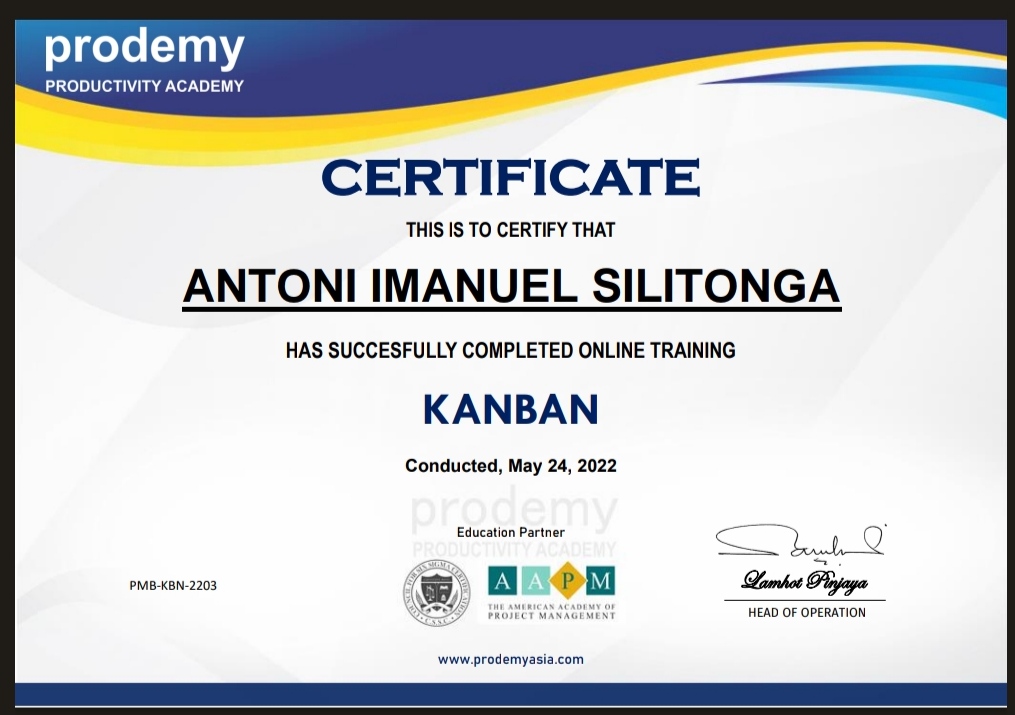 prodemy
PRODUCTIVITY ACADEMY
CERTIFICATE
THIS IS TO CERTIFY THAT
ANTONI IMANUEL SILITONGA
HAS SUCCESFULLY COMPLETED ONLINE TRAINING
KANBAN
Conducted, May 24, 2022
prodemy
Education Partner
PRODUCTIVITY ACADEMY
PMB-KBN-2203
COUNCIL FOR SIX SIGMA CERTIFICATION
C.S.S.C.
A A P M
THE AMERICAN ACADEMY OF
PROJECT MANAGEMENT
Lamhot Pinjaya
HEAD OF OPERATION
www.prodemyasia.com